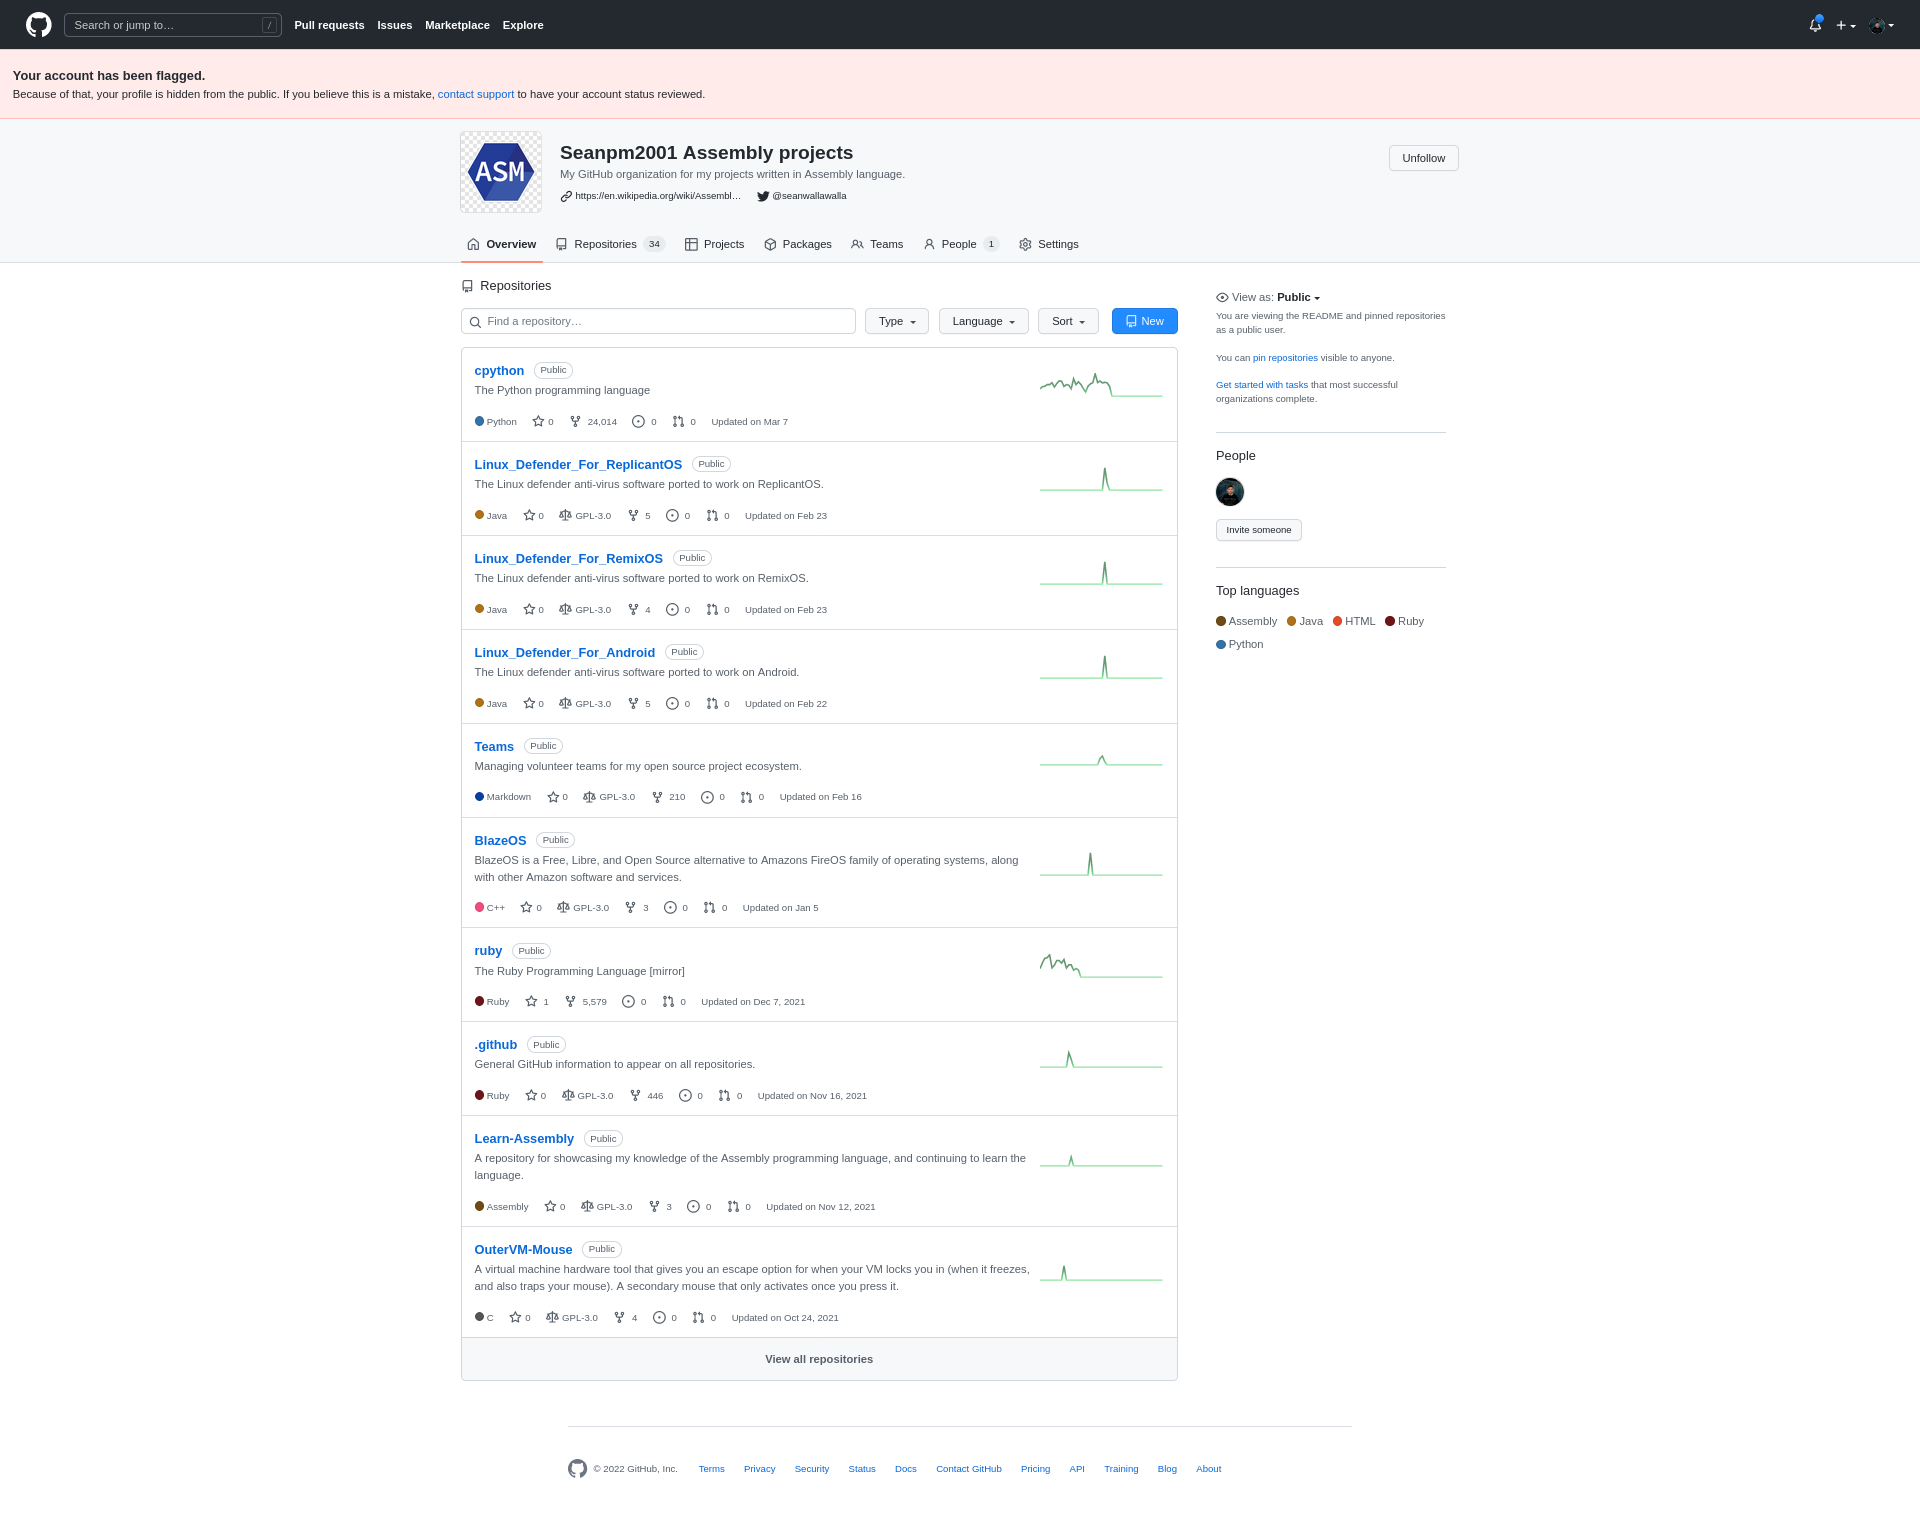 Search or jump to…
/
Pull requests Issues Marketplace Explore
Your account has been flagged.
Because of that, your profile is hidden from the public. If you believe this is a mistake, contact support to have your account status reviewed.
ASM
Seanpm2001 Assembly projects
My GitHub organization for my projects written in Assembly language.
https://en.wikipedia.org/wiki/Assembl… @seanwallawalla
Unfollow
Overview Repositories 34 Projects Packages Teams People 1 Settings
Repositories
Find a repository…
Type Language Sort New
cpython Public
The Python programming language
Python 0 24,014 0 0 Updated on Mar 7
Linux_Defender_For_ReplicantOS Public
The Linux defender anti-virus software ported to work on ReplicantOS.
Java 0 GPL-3.0 5 0 0 Updated on Feb 23
Linux_Defender_For_RemixOS Public
The Linux defender anti-virus software ported to work on RemixOS.
Java 0 GPL-3.0 4 0 0 Updated on Feb 23
Linux_Defender_For_Android Public
The Linux defender anti-virus software ported to work on Android.
Java 0 GPL-3.0 5 0 0 Updated on Feb 22
Teams Public
Managing volunteer teams for my open source project ecosystem.
Markdown 0 GPL-3.0 210 0 0 Updated on Feb 16
BlazeOS Public
BlazeOS is a Free, Libre, and Open Source alternative to Amazons FireOS family of operating systems, along
with other Amazon software and services.
C++ 0 GPL-3.0 3 0 0 Updated on Jan 5
ruby Public
The Ruby Programming Language [mirror]
Ruby 1 5,579 0 0 Updated on Dec 7, 2021
.github Public
General GitHub information to appear on all repositories.
Ruby 0 GPL-3.0 446 0 0 Updated on Nov 16, 2021
Learn-Assembly Public
A repository for showcasing my knowledge of the Assembly programming language, and continuing to learn the
language.
Assembly 0 GPL-3.0 3 0 0 Updated on Nov 12, 2021
OuterVM-Mouse Public
A virtual machine hardware tool that gives you an escape option for when your VM locks you in (when it freezes,
and also traps your mouse). A secondary mouse that only activates once you press it.
C 0 GPL-3.0 4 0 0 Updated on Oct 24, 2021
View all repositories
View as: Public
You are viewing the README and pinned repositories
as a public user.
You can pin repositories visible to anyone.
Get started with tasks that most successful
organizations complete.
People
Invite someone
Top languages
Assembly Java HTML Ruby
Python
© 2022 GitHub, Inc. Terms Privacy Security Status Docs Contact GitHub Pricing API Training Blog About